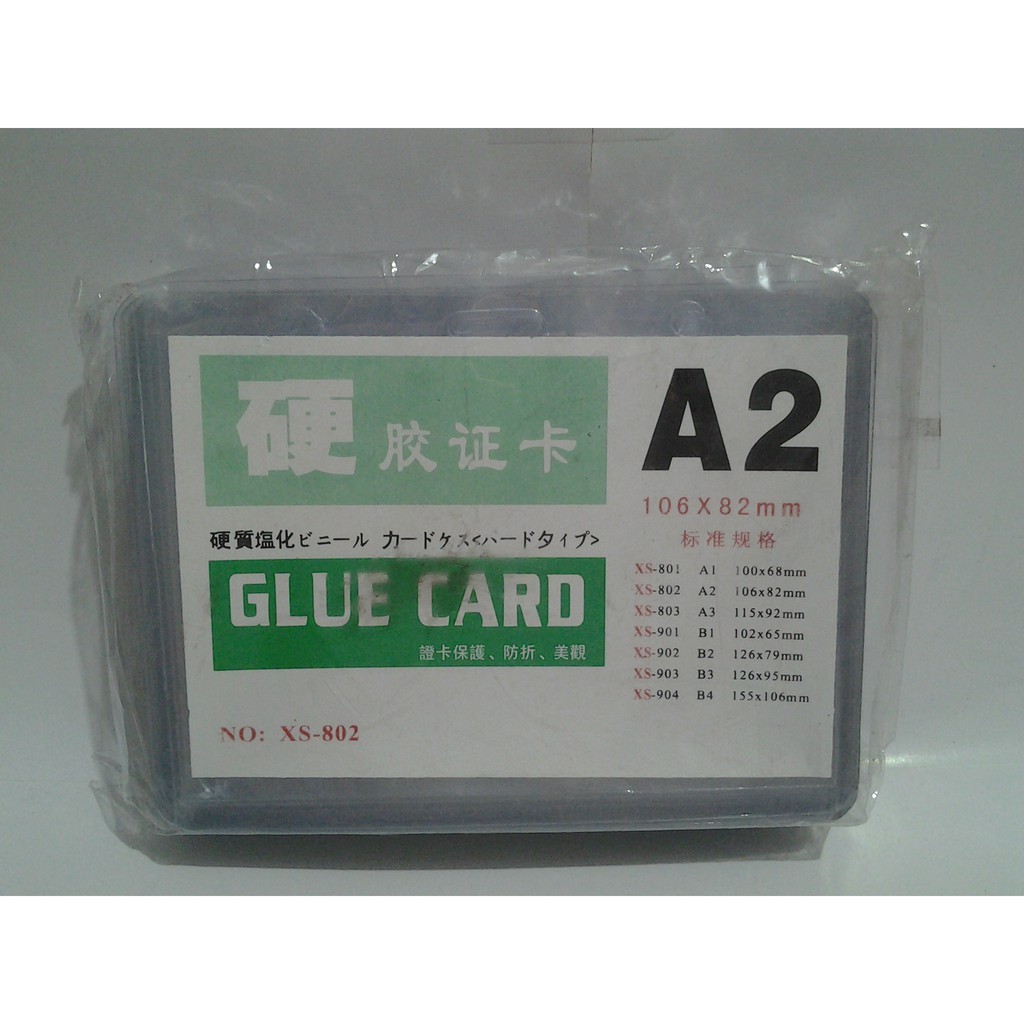 硬胶证卡
硬質塩化ビニール カードケス<ハードタイプ>
GLUE CARD
證卡保護、防折、美觀
NO: XS-802
A2
106X82mm
标准规格
XS-801 A1 100x68mm
XS-802 A2 106x82mm
XS-803 A3 115x92mm
XS-901 B1 102x65mm
XS-902 B2 126x79mm
XS-903 B3 126x95mm
XS-904 B4 155x106mm